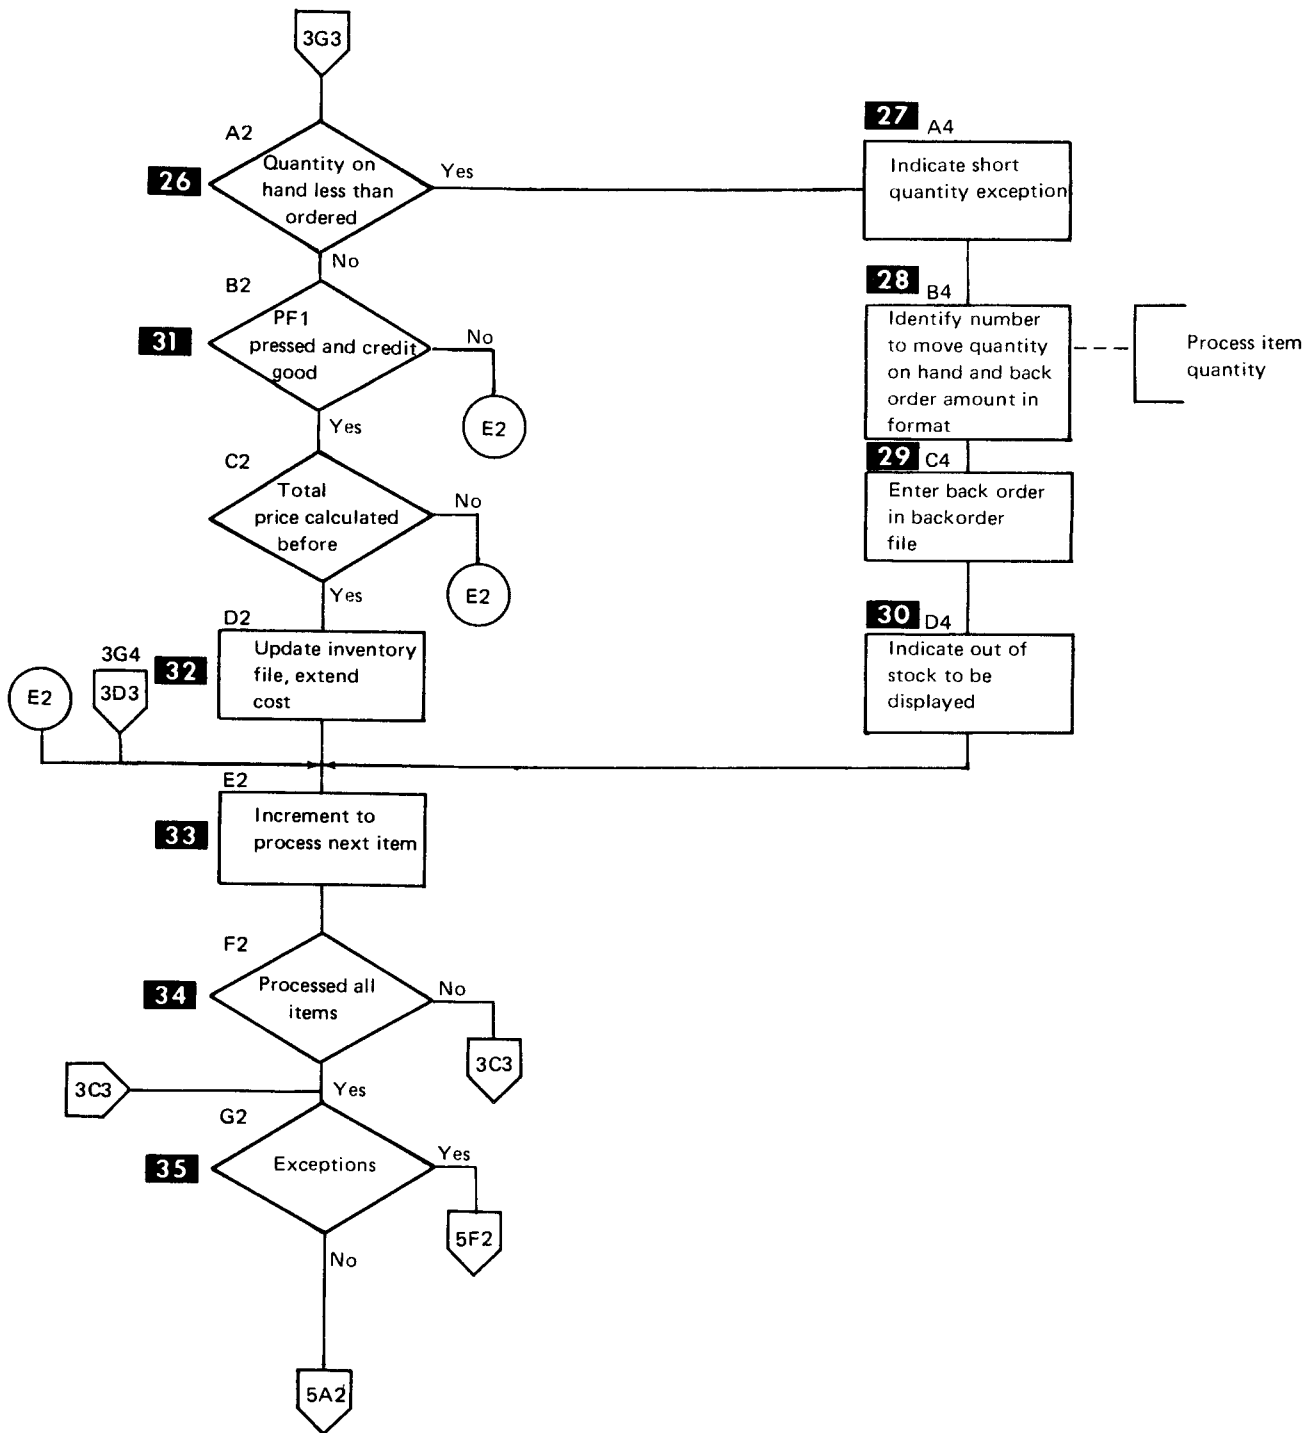 3G3
A2
26
Quantity on
hand less than
ordered
Yes
No
27
A4
Indicate short
quantity exception
28
B4
Identify number
to move quantity
on hand and back
order amount in
format
Process item
quantity
B2
31
PF1
pressed and credit
good
No
E2
Yes
29
C4
Enter back order
in backorder
file
C2
Total
price calculated
before
No
E2
Yes
30
D4
Indicate out of
stock to be
displayed
D2
32
Update inventory
file, extend
cost
E2
3G4
3D3
E2
33
Increment to
process next item
F2
34
Processed all
items
No
3C3
Yes
3C3
G2
35
Exceptions
Yes
5F2
No
5A2